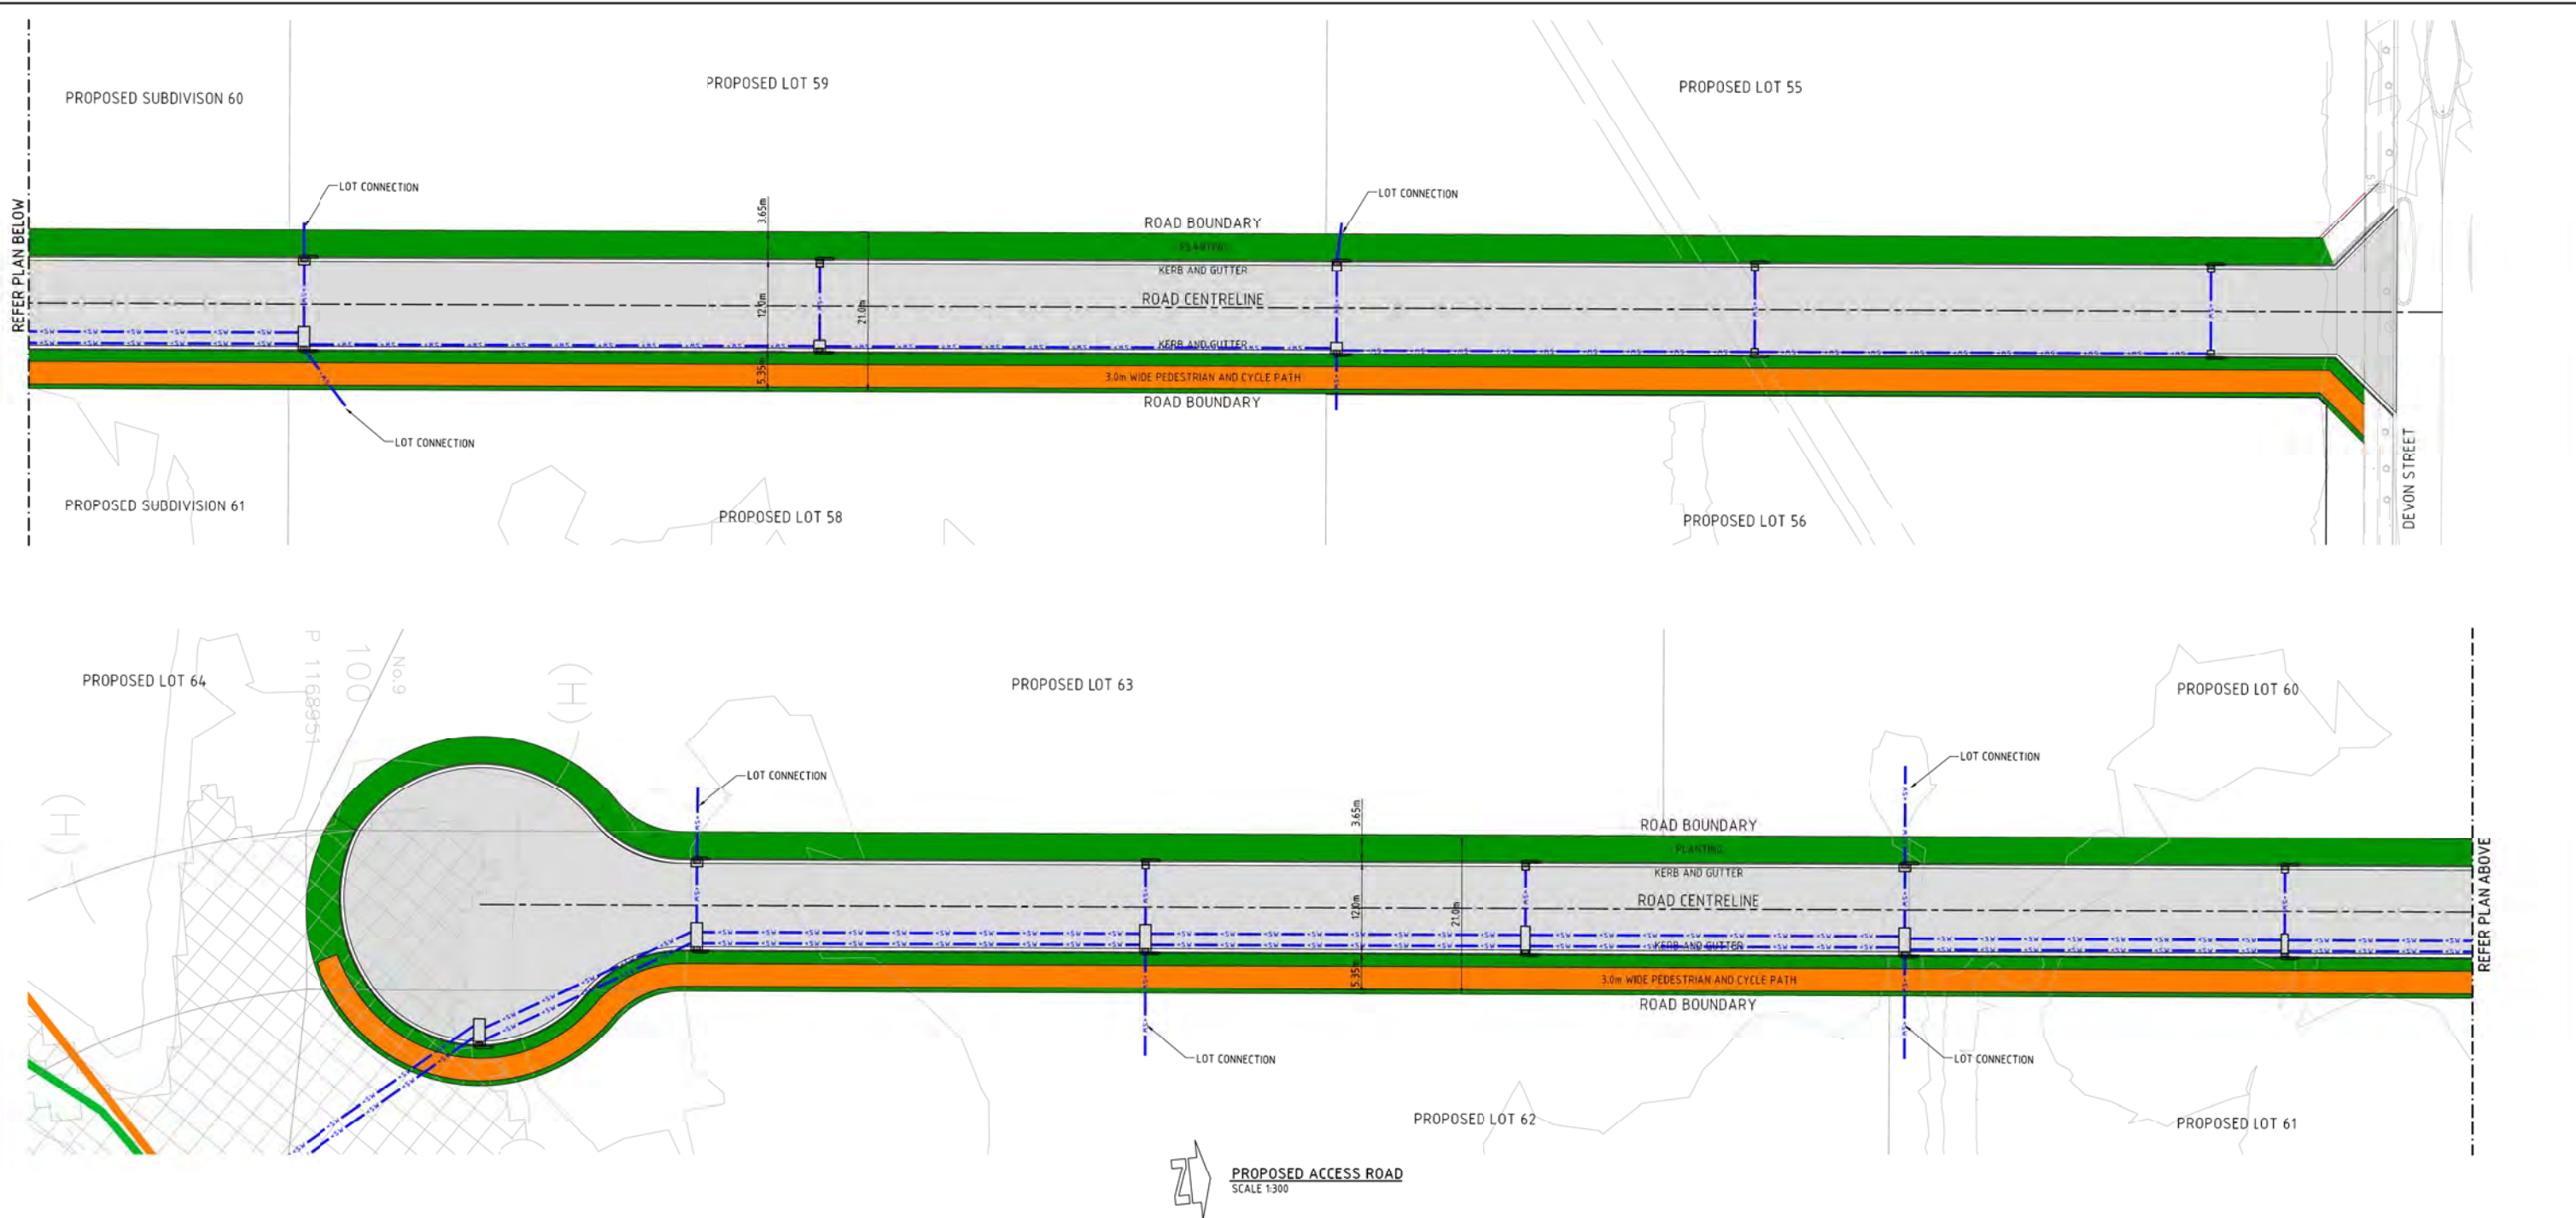 PROPOSED SUBDIVISON 60
PROPOSED LOT 59
PROPOSED LOT 55
LOT CONNECTION
LOT CONNECTION
REFER PLAN BELOW
3.65m
ROAD BOUNDARY
PLANTING
KERB AND GUTTER
ROAD CENTRELINE
12.0m
21.0m
KERB AND GUTTER
5.35m
3.0m WIDE PEDESTRIAN AND CYCLE PATH
ROAD BOUNDARY
LOT CONNECTION
DEVON STREET
PROPOSED SUBDIVISION 61
PROPOSED LOT 58
PROPOSED LOT 56
PROPOSED LOT 64
P 1168951
100
No.9
(H)
PROPOSED LOT 63
PROPOSED LOT 60
LOT CONNECTION
LOT CONNECTION
(H)
3.65m
ROAD BOUNDARY
PLANTING
KERB AND GUTTER
ROAD CENTRELINE
12.0m
21.0m
KERB AND GUTTER
5.35m
3.0m WIDE PEDESTRIAN AND CYCLE PATH
ROAD BOUNDARY
REFER PLAN ABOVE
LOT CONNECTION
LOT CONNECTION
PROPOSED LOT 62
PROPOSED LOT 61
N
PROPOSED ACCESS ROAD
SCALE 1:300